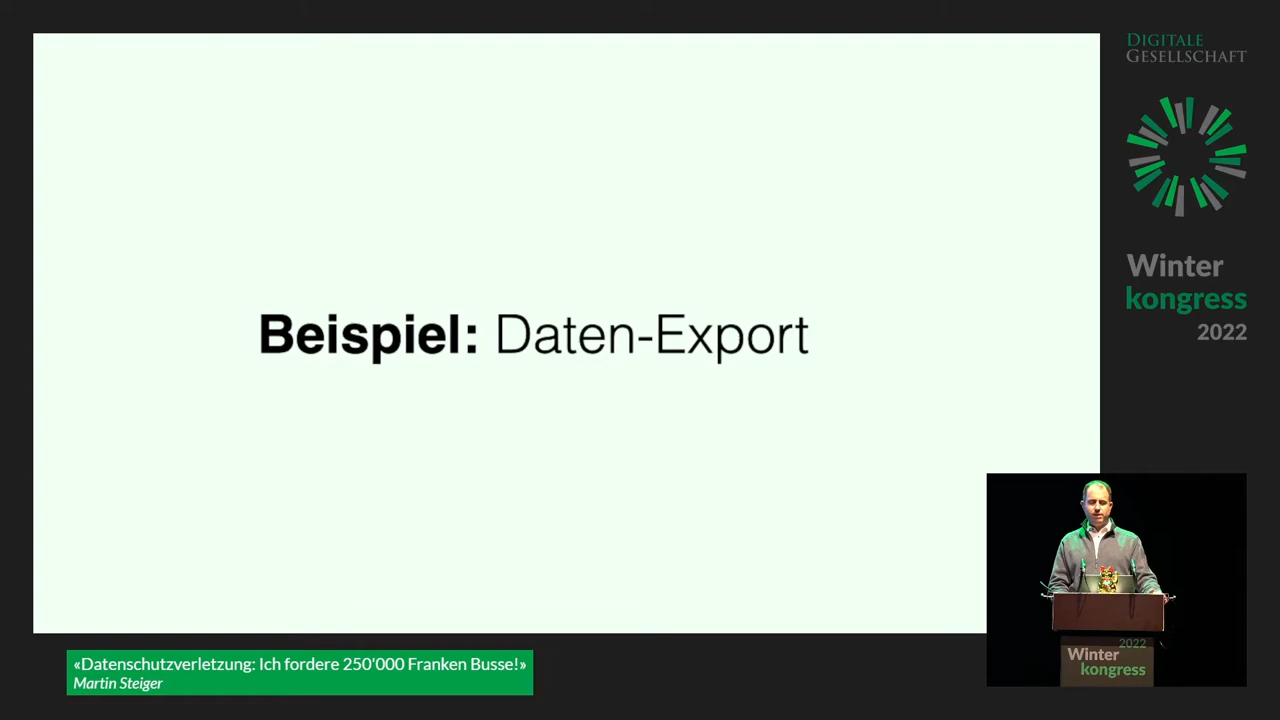 DIGITALE
GESELLSCHAFT
Winter
kongress
2022
Beispiel: Daten-Export
2022
Winter
kongress
«Datenschutzverletzung: Ich fordere 250'000 Franken Busse!»
Martin Steiger